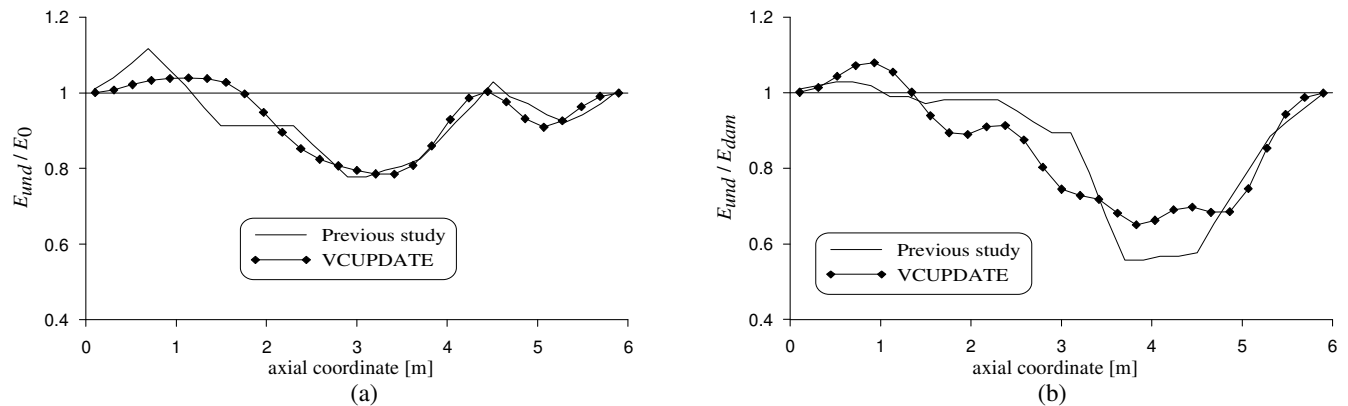 1.2
1
0.8
0.6
0.4
E_und / E_0
Previous study
VCUPDATE
0 1 2 3 4 5 6
axial coordinate [m]
(a)
1.2
1
0.8
0.6
0.4
E_und / E_dam
Previous study
VCUPDATE
0 1 2 3 4 5 6
axial coordinate [m]
(b)